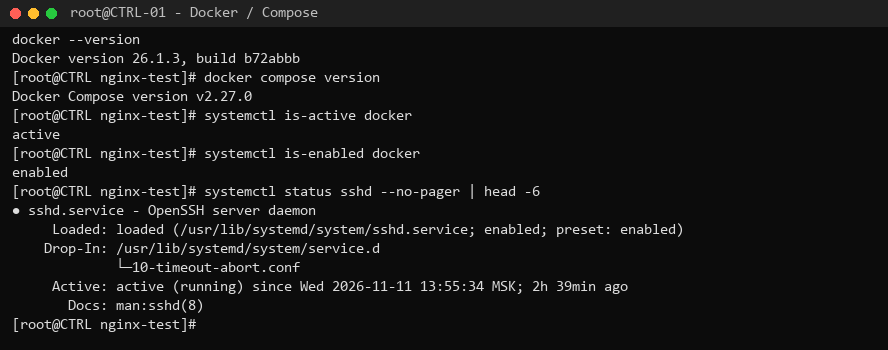 root@CTRL-01 - Docker / Compose
docker --version
Docker version 26.1.3, build b72abbb
[root@CTRL nginx-test]# docker compose version
Docker Compose version v2.27.0
[root@CTRL nginx-test]# systemctl is-active docker
active
[root@CTRL nginx-test]# systemctl is-enabled docker
enabled
[root@CTRL nginx-test]# systemctl status sshd --no-pager | head -6
● sshd.service - OpenSSH server daemon
     Loaded: loaded (/usr/lib/systemd/system/sshd.service; enabled; preset: enabled)
    Drop-In: /usr/lib/systemd/system/service.d
             └─10-timeout-abort.conf
     Active: active (running) since Wed 2026-11-11 13:55:34 MSK; 2h 39min ago
       Docs: man:sshd(8)
[root@CTRL nginx-test]#